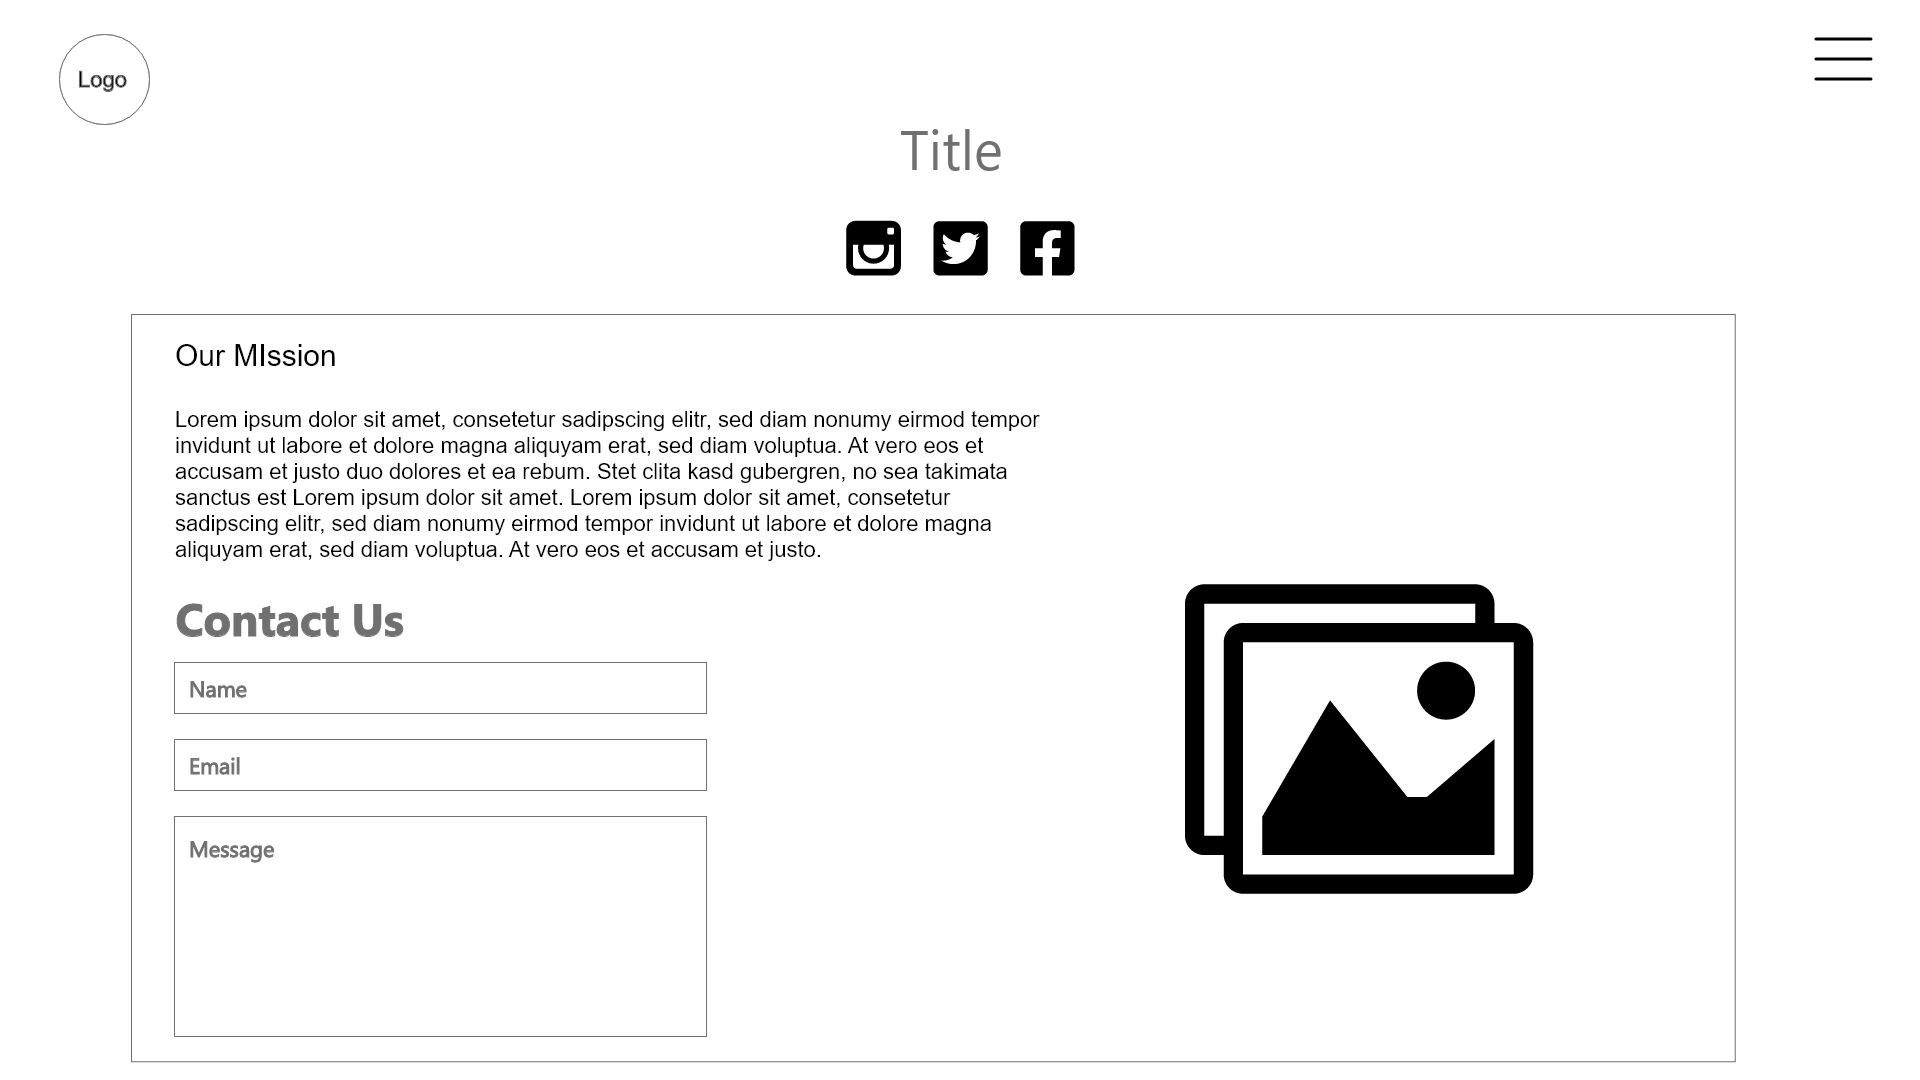 Logo
Title
Our MIssion
Lorem ipsum dolor sit amet, consetetur sadipscing elitr, sed diam nonumy eirmod tempor
invidunt ut labore et dolore magna aliquyam erat, sed diam voluptua. At vero eos et
accusam et justo duo dolores et ea rebum. Stet clita kasd gubergren, no sea takimata
sanctus est Lorem ipsum dolor sit amet. Lorem ipsum dolor sit amet, consetetur
sadipscing elitr, sed diam nonumy eirmod tempor invidunt ut labore et dolore magna
aliquyam erat, sed diam voluptua. At vero eos et accusam et justo.
Contact Us
Name
Email
Message